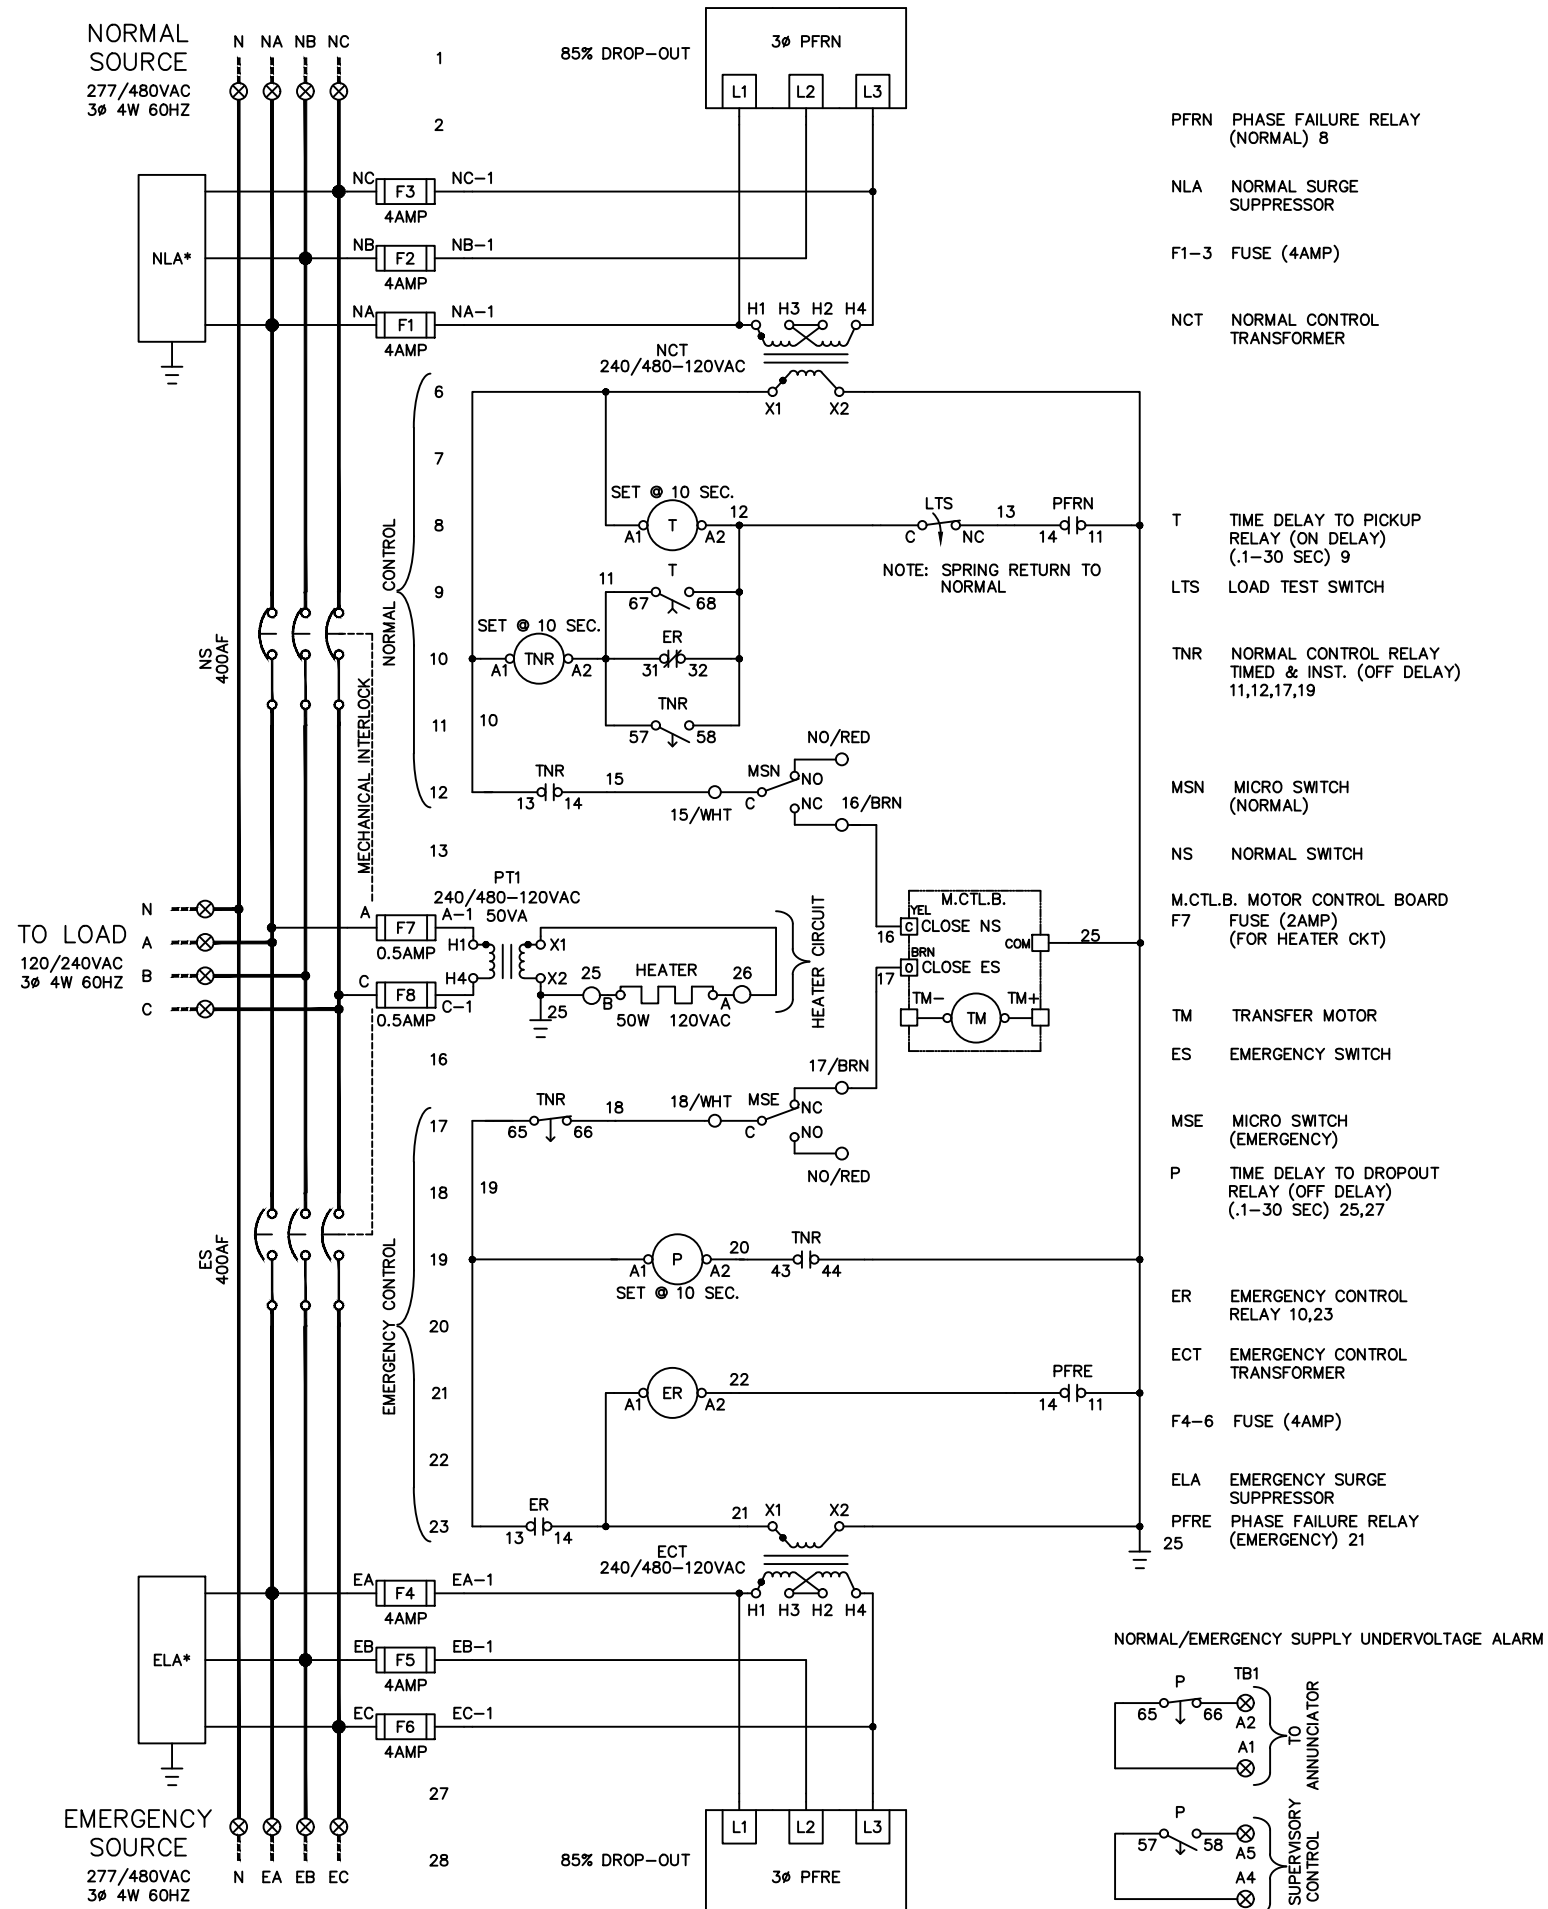 NORMAL
SOURCE
277/480VAC
3ø 4W 60HZ
N NA NB NC
1
85% DROP-OUT
3ø PFRN
L1 L2 L3
2
PFRN PHASE FAILURE RELAY
(NORMAL) 8
NC F3 NC-1
4AMP
NLA NORMAL SURGE
SUPPRESSOR
NLA*
NB F2 NB-1
4AMP
F1-3 FUSE (4AMP)
NA F1 NA-1
4AMP
H1 H3 H2 H4
NCT NORMAL CONTROL
TRANSFORMER
NCT
240/480-120VAC
6
X1 X2
7
NORMAL CONTROL
SET @ 10 SEC.
8
A1 T A2
12
LTS
C NC
13
PFRN
14 11
NOTE: SPRING RETURN TO
NORMAL
T TIME DELAY TO PICKUP
RELAY (ON DELAY)
(.1-30 SEC) 9
9
11
T
67 68
LTS LOAD TEST SWITCH
NS
400AF
SET @ 10 SEC.
10
A1 TNR A2
ER
31 32
TNR NORMAL CONTROL RELAY
TIMED & INST. (OFF DELAY)
11,12,17,19
MECHANICAL INTERLOCK
11
10
TNR
57 58
NO/RED
12
TNR
13 14
15
15/WHT
MSN
C
NO
NC
16/BRN
MSN MICRO SWITCH
(NORMAL)
13
NS NORMAL SWITCH
TO LOAD
120/240VAC
3ø 4W 60HZ
N
A
B
C
A F7 A-1
0.5AMP
C F8 C-1
0.5AMP
PT1
240/480-120VAC
50VA
H1 X1
H4 X2
25
25 HEATER 26
B 50W 120VAC A
HEATER CIRCUIT
M.CTL.B.
YEL
16 C CLOSE NS
BRN
17 O CLOSE ES
COM
25
TM- TM TM+
M.CTL.B. MOTOR CONTROL BOARD
F7 FUSE (2AMP)
(FOR HEATER CKT)
TM TRANSFER MOTOR
16
ES EMERGENCY SWITCH
17/BRN
17
TNR
65 66
18
18/WHT
MSE
C
NC
NO
NO/RED
MSE MICRO SWITCH
(EMERGENCY)
18
19
P TIME DELAY TO DROPOUT
RELAY (OFF DELAY)
(.1-30 SEC) 25,27
ES
400AF
EMERGENCY CONTROL
19
A1 P A2
SET @ 10 SEC.
20
TNR
43 44
ER EMERGENCY CONTROL
RELAY 10,23
20
ECT EMERGENCY CONTROL
TRANSFORMER
21
A1 ER A2
22
PFRE
14 11
F4-6 FUSE (4AMP)
22
ELA EMERGENCY SURGE
SUPPRESSOR
23
ER
13 14
21
X1 X2
25
PFRE PHASE FAILURE RELAY
(EMERGENCY) 21
ECT
240/480-120VAC
H1 H3 H2 H4
EA F4 EA-1
4AMP
ELA*
EB F5 EB-1
4AMP
EC F6 EC-1
4AMP
27
EMERGENCY
SOURCE
277/480VAC
3ø 4W 60HZ
N EA EB EC
28
85% DROP-OUT
L1 L2 L3
3ø PFRE
NORMAL/EMERGENCY SUPPLY UNDERVOLTAGE ALARM
P
65 66
TB1
A2
A1
TO
ANNUNCIATOR
P
57 58
A5
A4
SUPERVISORY
CONTROL